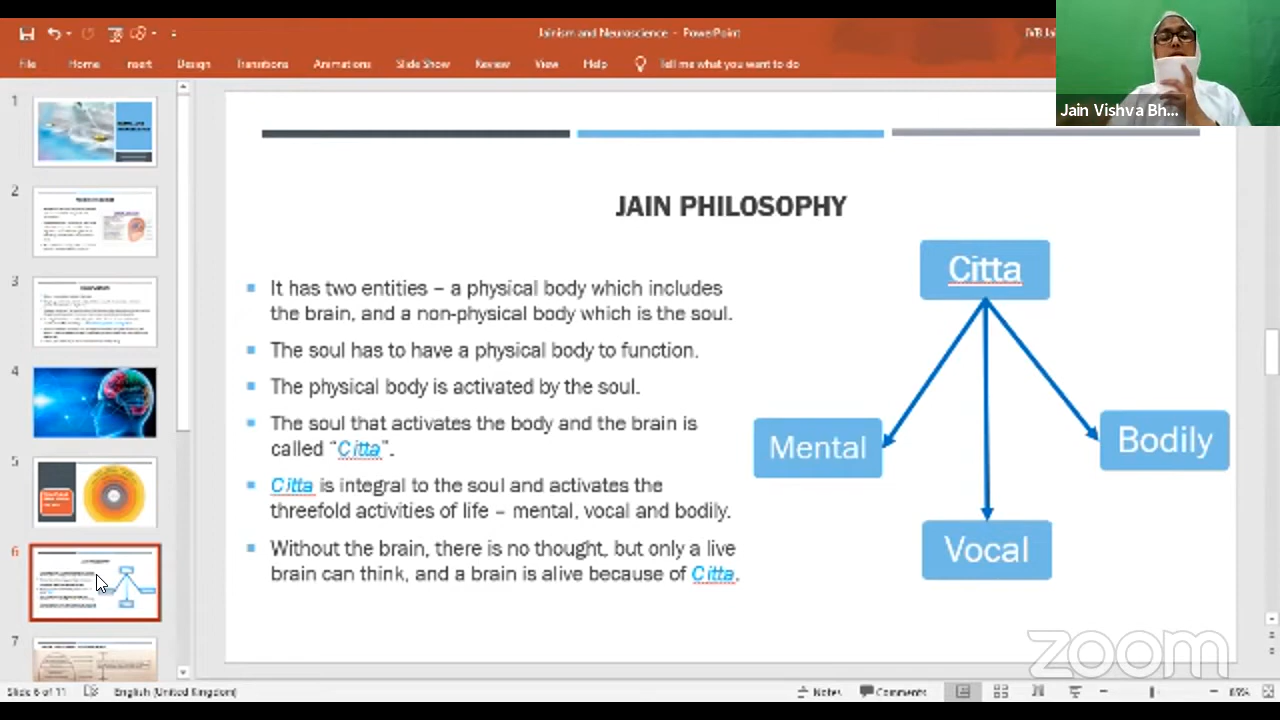 Jainism and Neuroscience - PowerPoint
File Home Insert Design Transitions Animations Slide Show Review View Help Tell me what you want to do
Jain Vishva Bh...
1
2
3
4
5
6
7
JAIN PHILOSOPHY
It has two entities – a physical body which includes
the brain, and a non-physical body which is the soul.
The soul has to have a physical body to function.
The physical body is activated by the soul.
The soul that activates the body and the brain is
called “Citta”.
Citta is integral to the soul and activates the
threefold activities of life – mental, vocal and bodily.
Without the brain, there is no thought, but only a live
brain can think, and a brain is alive because of Citta.
Citta
Mental
Bodily
Vocal
zoom
Slide 6 of 11 English (United Kingdom) Notes Comments 85%